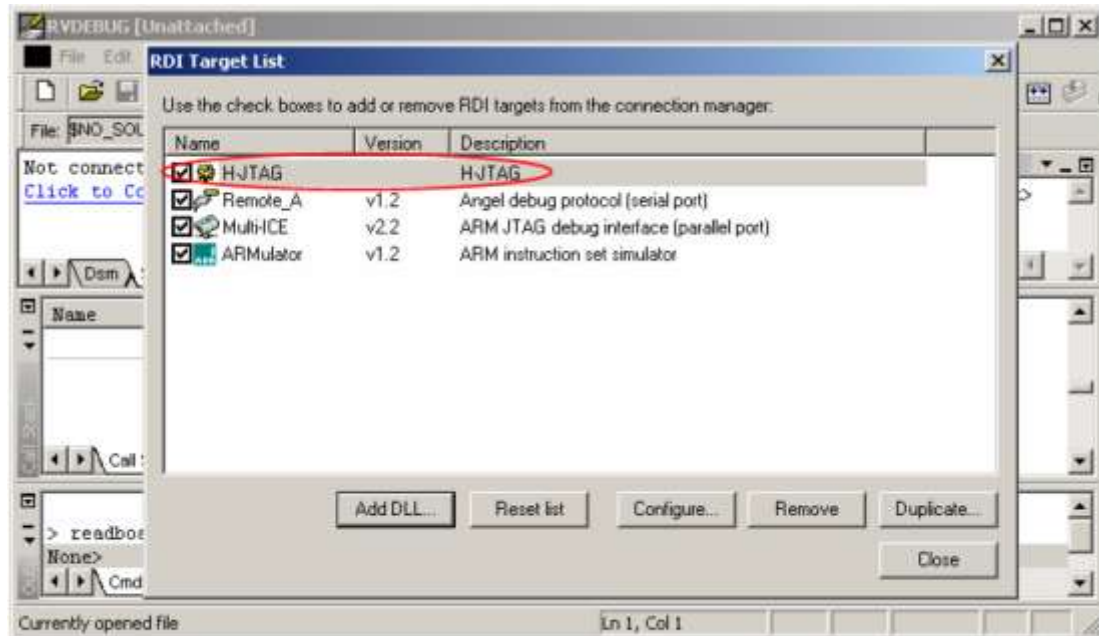 RVDEBUG [Unattached]
File Edit
RDI Target List
Use the check boxes to add or remove RDI targets from the connection manager:
File: $NO_SOU
Name Version Description
Not connect
H-JTAG H-JTAG
Click to Co
Remote_A v1.2 Angel debug protocol (serial port)
Multi-ICE v2.2 ARM JTAG debug interface (parallel port)
ARMulator v1.2 ARM instruction set simulator
Dsm
Name
Call
Add DLL... Reset list Configure... Remove Duplicate...
> readboa
None>
Close
Cmd
Currently opened file Ln 1, Col 1